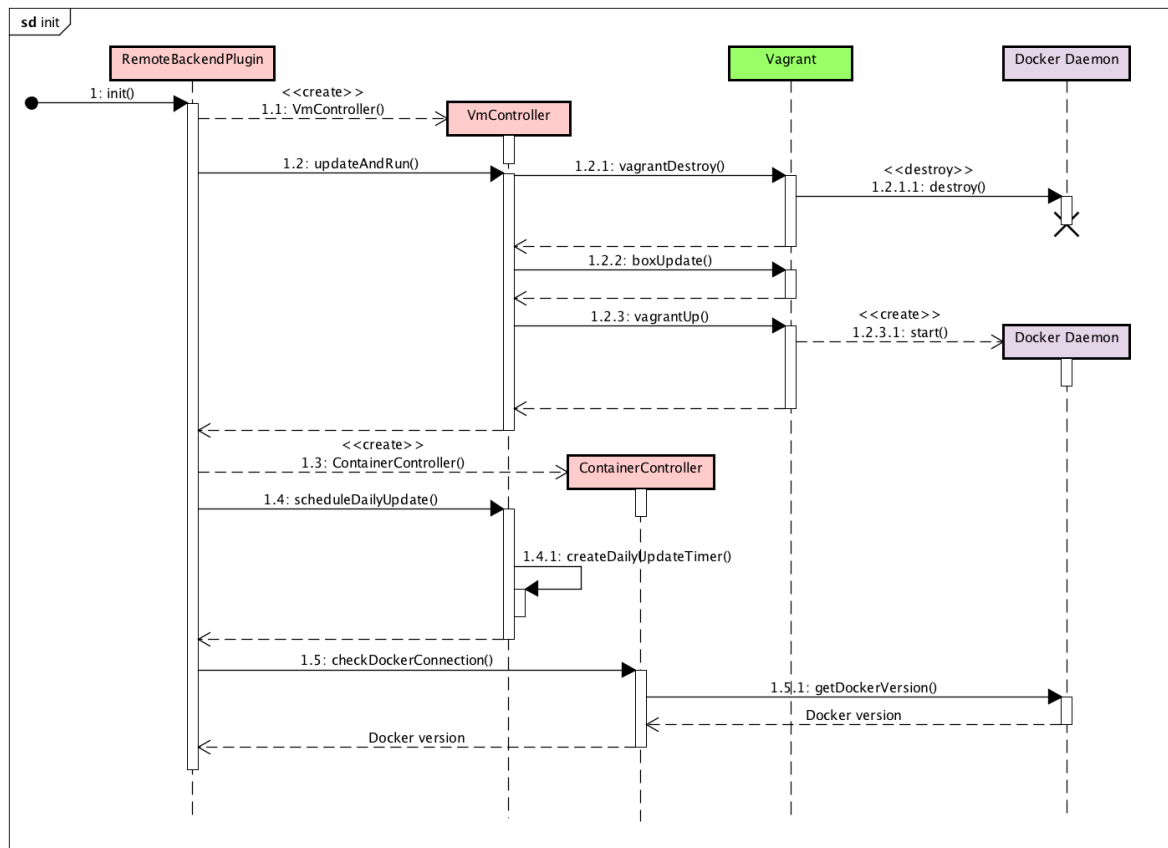 sd init
RemoteBackendPlugin
Vagrant
Docker Daemon
1: init()
<<create>>
1.1: VmController()
VmController
1.2: updateAndRun()
1.2.1: vagrantDestroy()
<<destroy>>
1.2.1.1: destroy()
1.2.2: boxUpdate()
1.2.3: vagrantUp()
<<create>>
1.2.3.1: start()
Docker Daemon
<<create>>
1.3: ContainerController()
ContainerController
1.4: scheduleDailyUpdate()
1.4.1: createDailyUpdateTimer()
1.5: checkDockerConnection()
1.5.1: getDockerVersion()
Docker version
Docker version